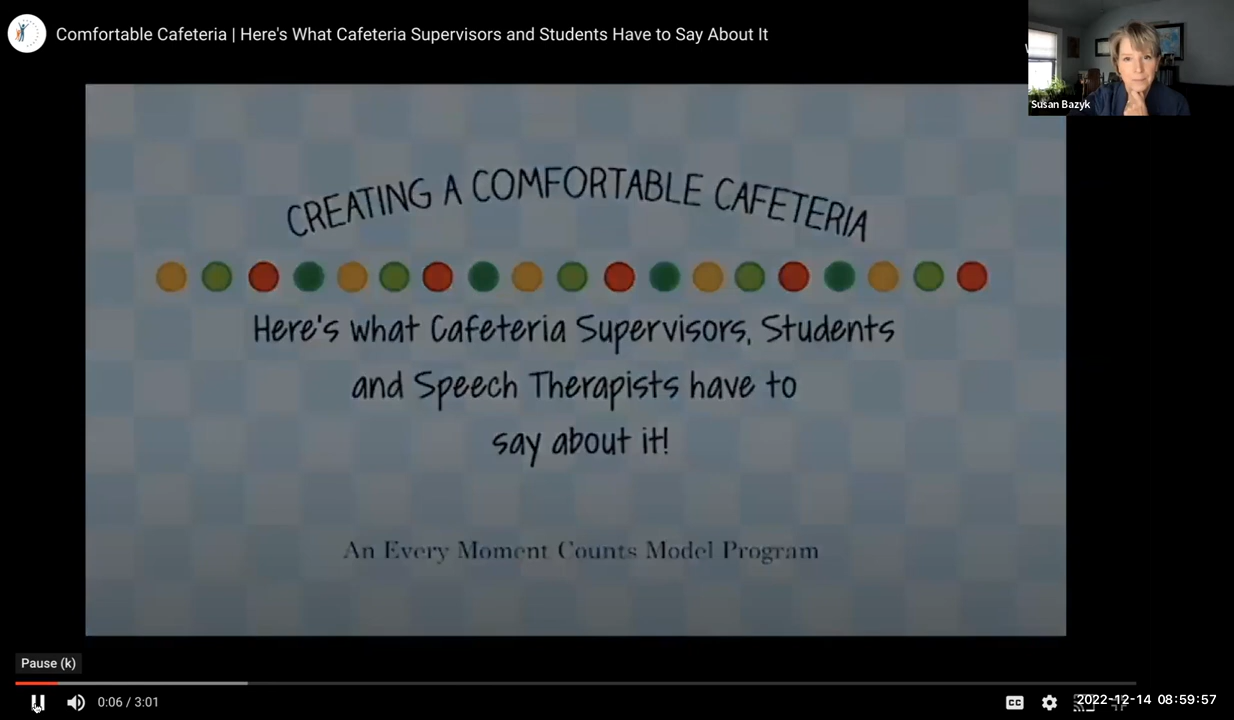 Comfortable Cafeteria | Here's What Cafeteria Supervisors and Students Have to Say About It
Susan Bazyk
CREATING A COMFORTABLE CAFETERIA
Here's what Cafeteria Supervisors, Students
and Speech Therapists have to
say about it!
An Every Moment Counts Model Program
Pause (k)
0:06 / 3:01
CC
2022-12-14 08:59:57